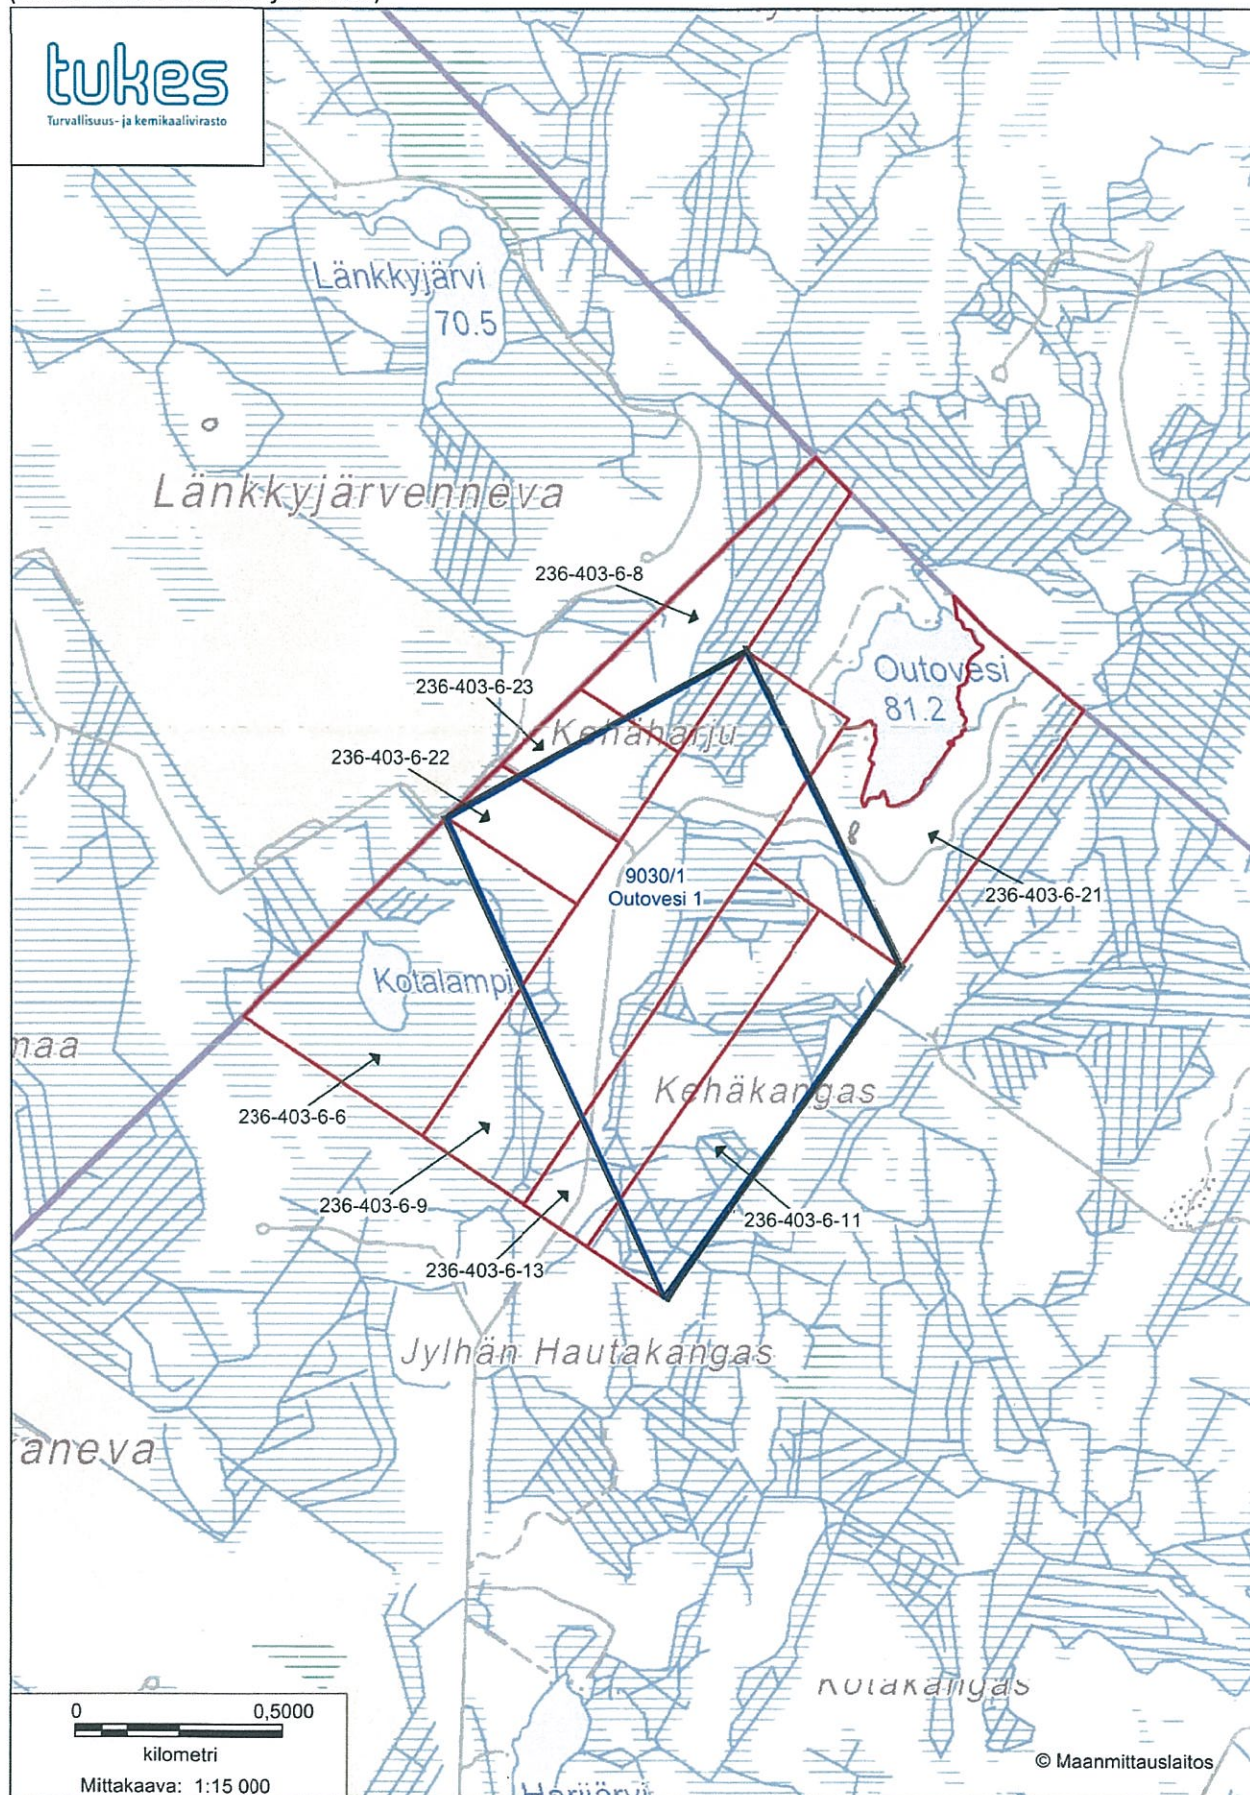 tukes
Turvallisuus- ja kemikaalivirasto
Länkkyjärvi
70.5
Länkkyjärvenneva
236-403-6-8
Outovesi
81.2
236-403-6-23
Kehäharju
236-403-6-22
9030/1
Outovesi 1
236-403-6-21
Kotalampi
maa
Kehäkangas
236-403-6-6
236-403-6-9
236-403-6-11
236-403-6-13
Jylhän Hautakangas
aneva
Kotakangas
0 0,5000
kilometri
Mittakaava: 1:15 000
© Maanmittauslaitos
Harjjärvi